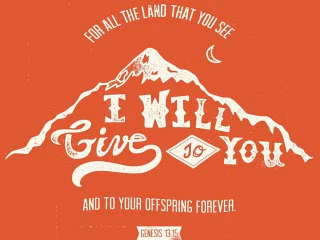 FOR ALL THE LAND THAT YOU SEE
I WILL
Give TO YOU
AND TO YOUR OFFSPRING FOREVER.
GENESIS 13:15